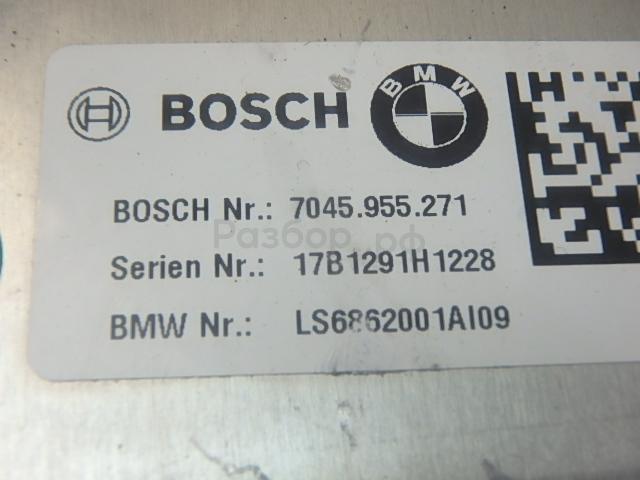 BOSCH BMW
BOSCH Nr.: 7045.955.271
Разбор.рф
Serien Nr.: 17B1291H1228
BMW Nr.: LS6862001AI09